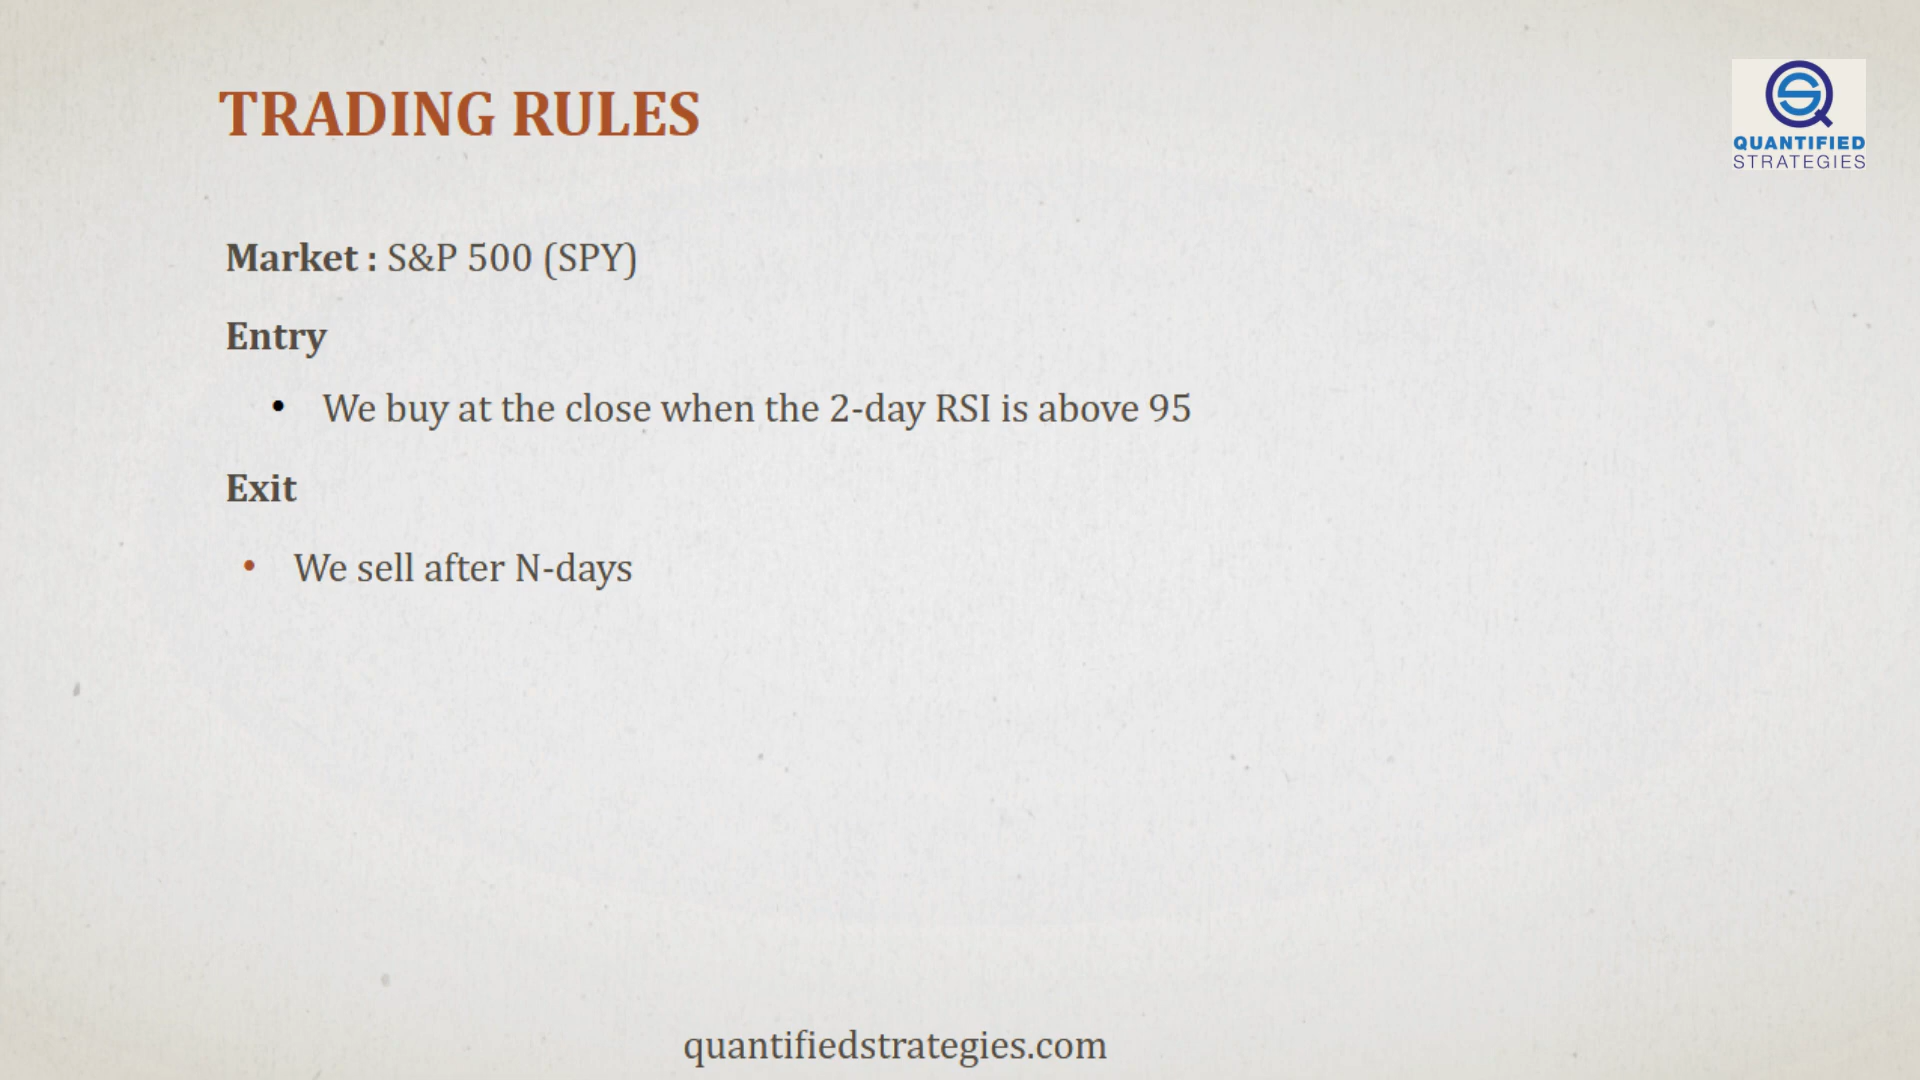 TRADING RULES
QUANTIFIED
STRATEGIES
Market : S&P 500 (SPY)
Entry
• We buy at the close when the 2-day RSI is above 95
Exit
• We sell after N-days
quantifiedstrategies.com